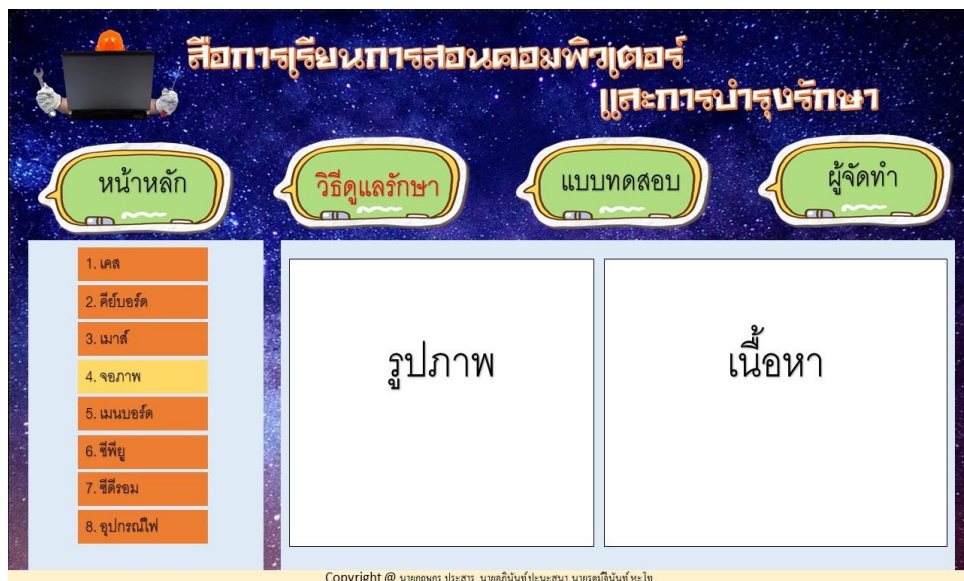 สื่อการเรียนการสอนคอมพิวเตอร์
และการบำรุงรักษา
หน้าหลัก
วิธีดูแลรักษา
แบบทดสอบ
ผู้จัดทำ
1. เคส
2. คีย์บอร์ด
3. เมาส์
4. จอภาพ
5. เมนบอร์ด
6. ซีพียู
7. ซีดีรอม
8. อุปกรณ์ไฟ
รูปภาพ
เนื้อหา
Copyright @ ประสาร